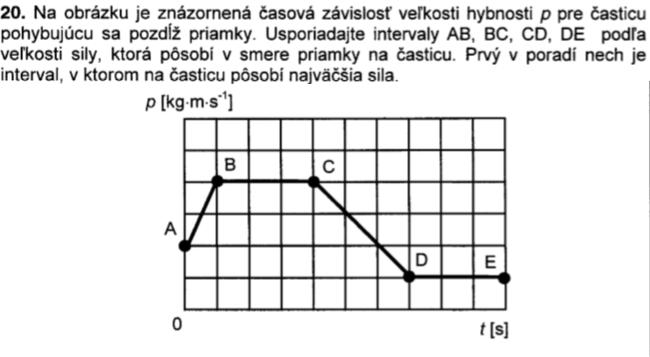 20. Na obrázku je znázornená časová závislosť veľkosti hybnosti p pre časticu
pohybujúcu sa pozdĺž priamky. Usporiadajte intervaly AB, BC, CD, DE podľa
veľkosti sily, ktorá pôsobí v smere priamky na časticu. Prvý v poradí nech je
interval, v ktorom na časticu pôsobí najväčšia sila.
p [kg·m·s⁻¹]
B
C
A
D
E
0
t [s]